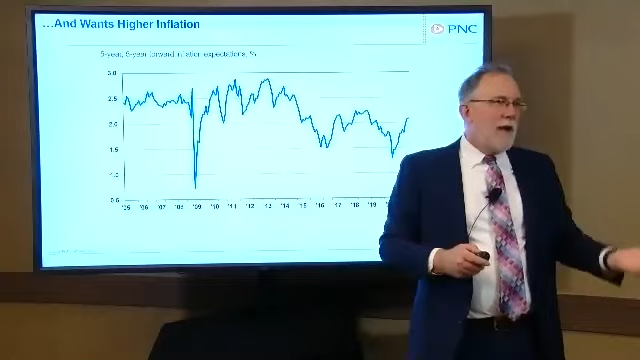 ...And Wants Higher Inflation
PNC
5-year, 5-year forward inflation expectations, %
3.0
2.5
2.0
1.5
1.0
0.5
'05 '06 '07 '08 '09 '10 '11 '12 '13 '14 '15 '16 '17 '18 '19